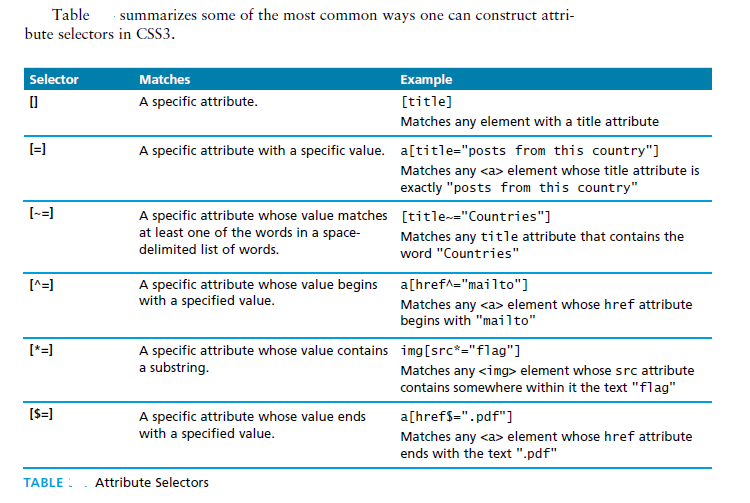 Table summarizes some of the most common ways one can construct attri-
bute selectors in CSS3.
Selector Matches Example
[] A specific attribute. [title]
Matches any element with a title attribute
[=] A specific attribute with a specific value. a[title="posts from this country"]
Matches any <a> element whose title attribute is
exactly "posts from this country"
[~=] A specific attribute whose value matches [title~="Countries"]
at least one of the words in a space- Matches any title attribute that contains the
delimited list of words. word "Countries"
[^=] A specific attribute whose value begins a[href^="mailto"]
with a specified value. Matches any <a> element whose href attribute
begins with "mailto"
[*=] A specific attribute whose value contains img[src*="flag"]
a substring. Matches any <img> element whose src attribute
contains somewhere within it the text "flag"
[$=] A specific attribute whose value ends a[href$=".pdf"]
with a specified value. Matches any <a> element whose href attribute
ends with the text ".pdf"
TABLE Attribute Selectors